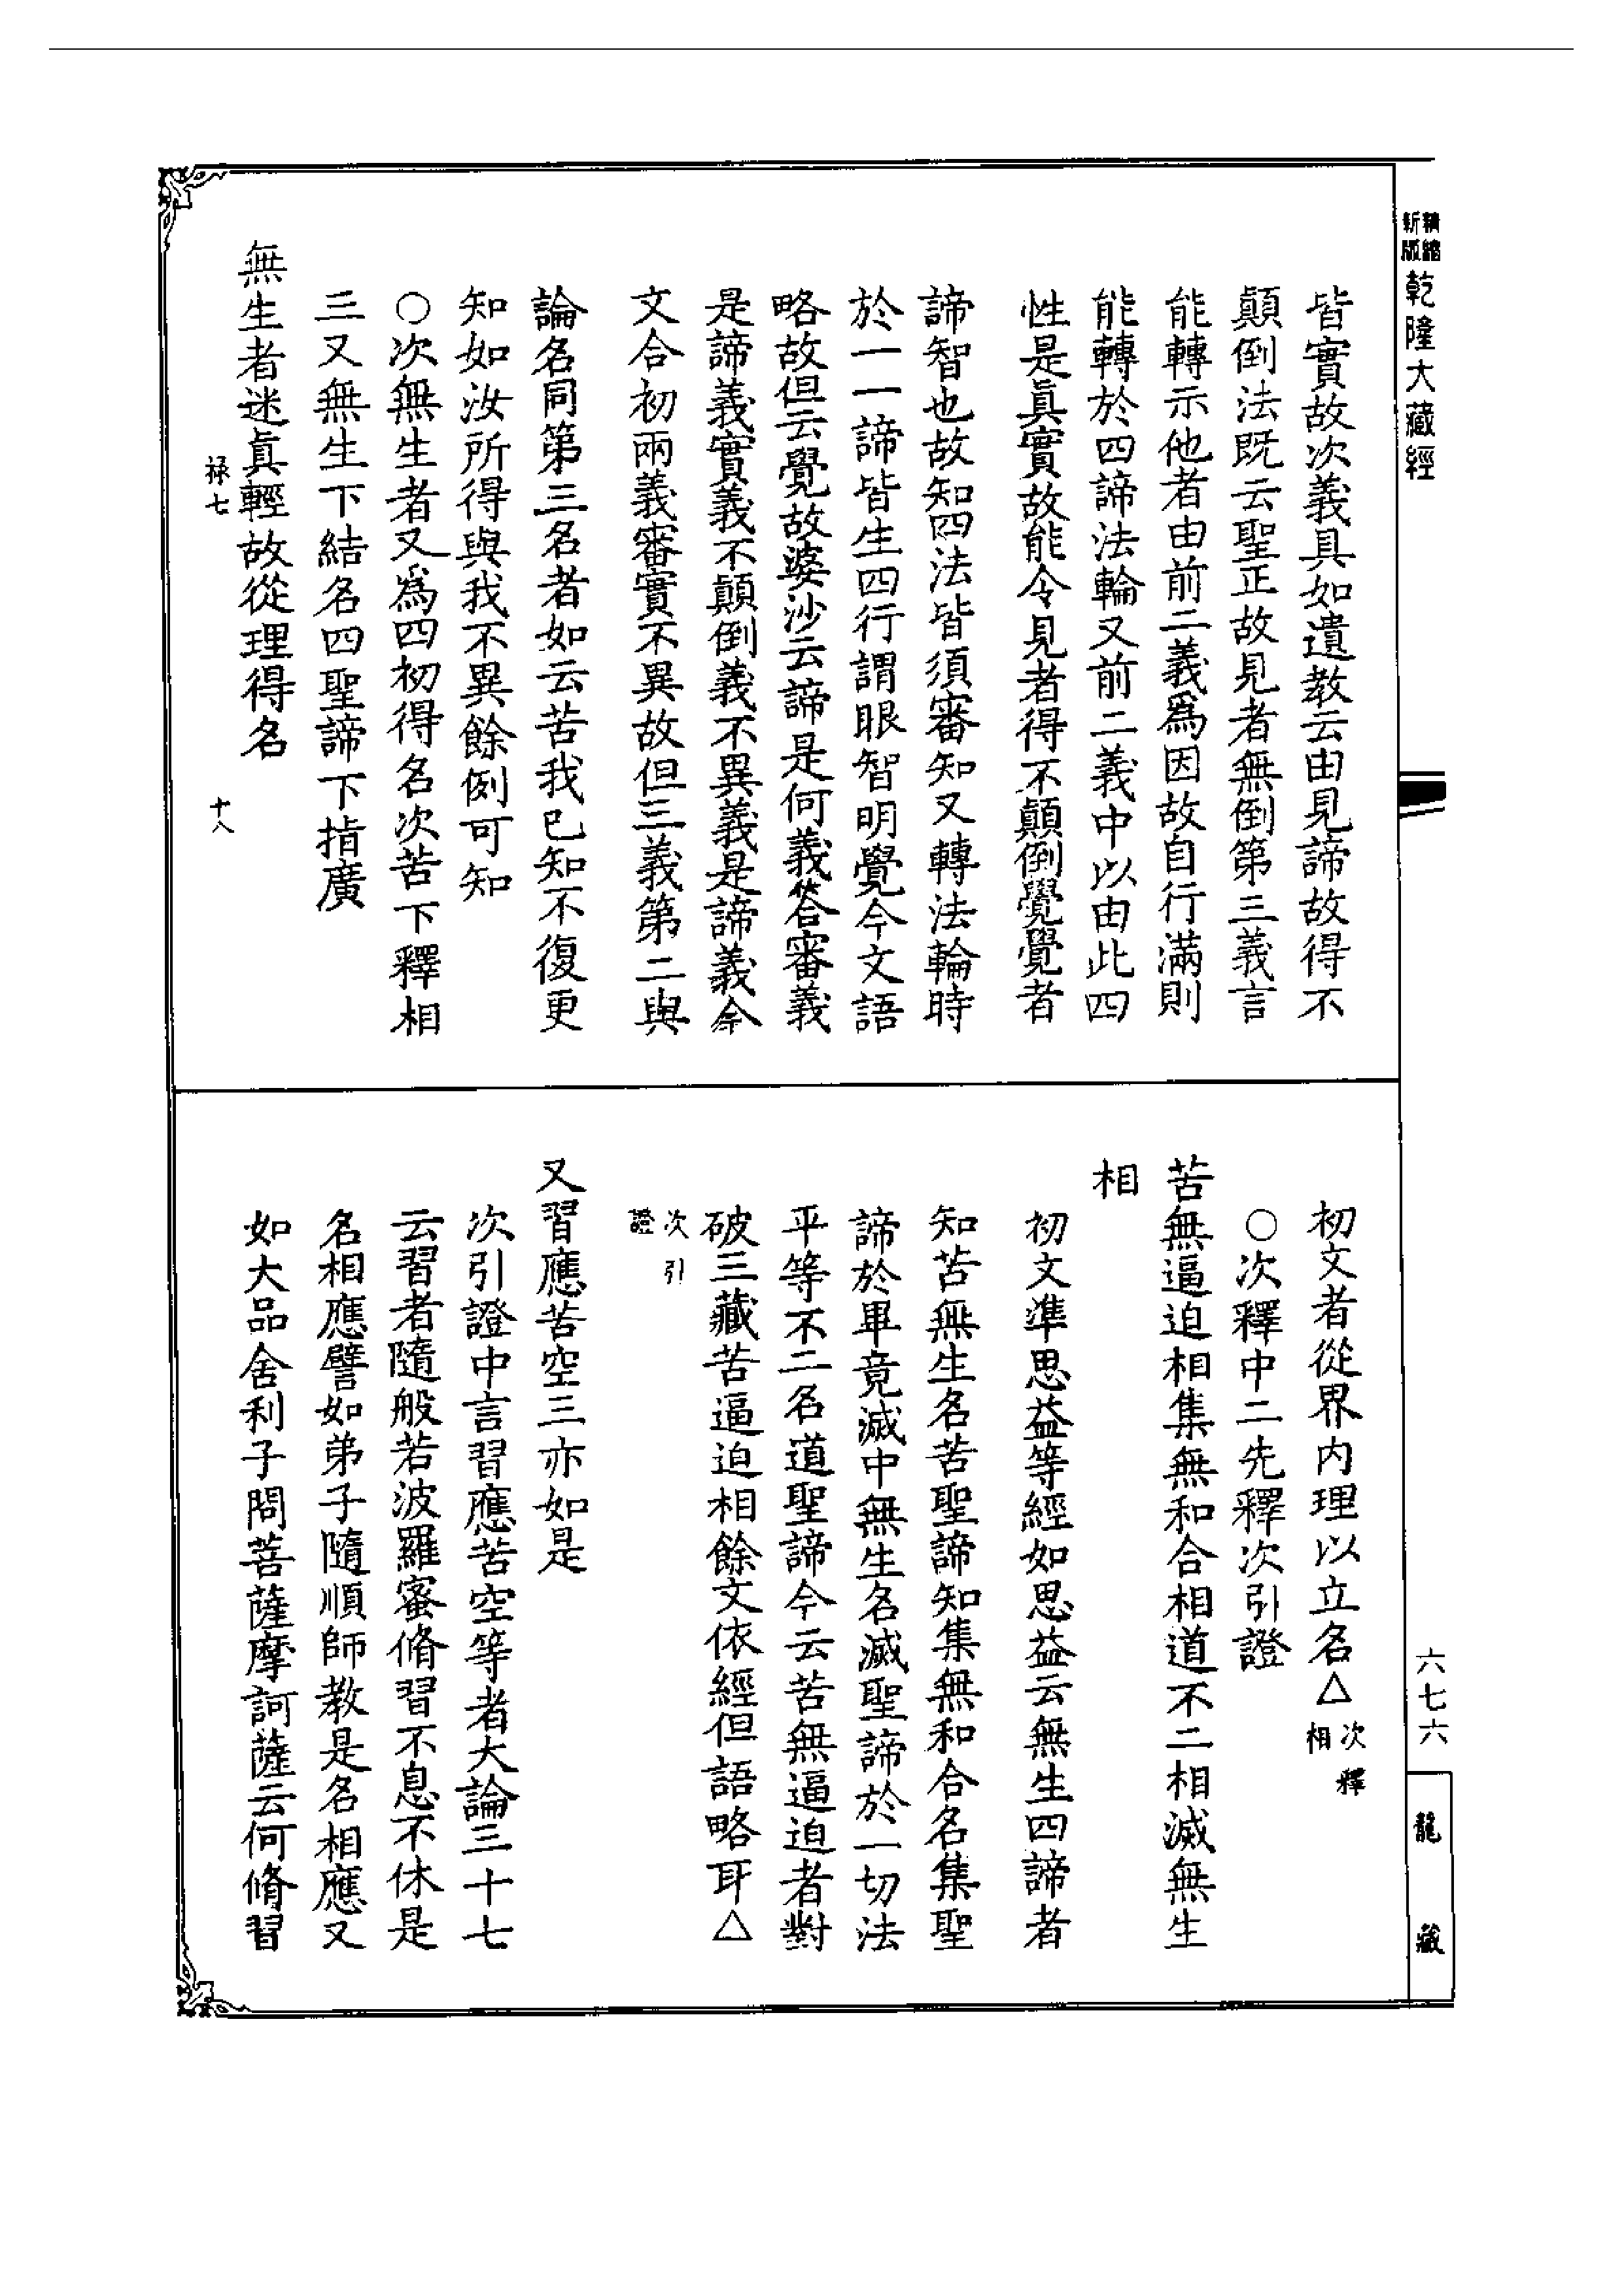 精縮
新版
乾隆大藏經
皆實故次義具如遺教云由見諦故得不
顛倒法既云聖正故見者無倒第三義言
能轉示他者由前二義爲因故自行滿則
能轉於四諦法輪又前二義中以由此四
性是眞實故能令見者得不顛倒覺覺者
諦智也故知四法皆須審知又轉法輪時
於一一諦皆生四行謂眼智明覺今文語
略故但云覺故婆沙云諦是何義答審義
是諦義實義不顛倒義不異義是諦義今
文合初兩義審實不異故但三義第二與
論名同第三名者如云苦我已知不復更
知如汝所得與我不異餘例可知
○次無生者又爲四初得名次苦下釋相
三又無生下結名四聖諦下指廣
無生者迷眞輕故從理得名
祿七
十八
初文者從界内理以立名△次釋相
○次釋中二先釋次引證
苦無逼迫相集無和合相道不二相滅無生
相
初文準思益等經如思益云無生四諦者
知苦無生名苦聖諦知集無和合名集聖
諦於畢竟滅中無生名滅聖諦於一切法
平等不二名道聖諦今云苦無逼迫者對
破三藏苦逼迫相餘文依經但語略耳△
次引
證
又習應苦空三亦如是
次引證中言習應苦空等者大論三十七
云習者隨般若波羅蜜脩習不息不休是
名相應譬如弟子隨順師教是名相應又
如大品舍利子問菩薩摩訶薩云何脩習
六七六
龍藏